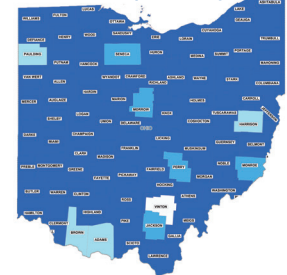 LUCAS
LAKE
ASHTABULA
WILLIAMS
FULTON
OTTAWA
GEAUGA
CUYAHOGA
DEFIANCE
HENRY
WOOD
SANDUSKY
ERIE
LORAIN
TRUMBULL
PAULDING
SENECA
HURON
MEDINA
SUMMIT
PORTAGE
PUTNAM
HANCOCK
MAHONING
VAN WERT
ALLEN
WYANDOT
CRAWFORD
RICHLAND
ASHLAND
WAYNE
STARK
COLUMBIANA
HARDIN
MERCER
AUGLAIZE
MARION
MORROW
HOLMES
CARROLL
JEFFERSON
SHELBY
LOGAN
UNION
DELAWARE
KNOX
COSHOCTON
TUSCARAWAS
HARRISON
DARKE
MIAMI
CHAMPAIGN
LICKING
GUERNSEY
BELMONT
CLARK
MADISON
FRANKLIN
MUSKINGUM
PREBLE
MONTGOMERY
GREENE
FAYETTE
PICKAWAY
FAIRFIELD
PERRY
NOBLE
MONROE
MORGAN
HOCKING
WASHINGTON
BUTLER
WARREN
CLINTON
ROSS
ATHENS
VINTON
HAMILTON
CLERMONT
HIGHLAND
PIKE
JACKSON
MEIGS
BROWN
ADAMS
SCIOTO
GALLIA
LAWRENCE